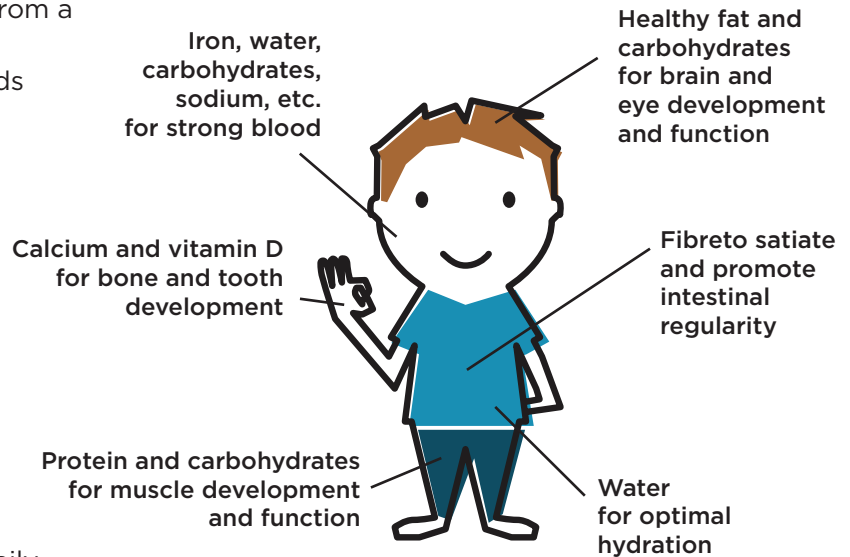 rom a
ds
Iron, water,
carbohydrates,
sodium, etc.
for strong blood
Healthy fat and
carbohydrates
for brain and
eye development
and function
Calcium and vitamin D
for bone and tooth
development
Fibreto satiate
and promote
intestinal
regularity
Protein and carbohydrates
for muscle development
and function
Water
for optimal
hydration